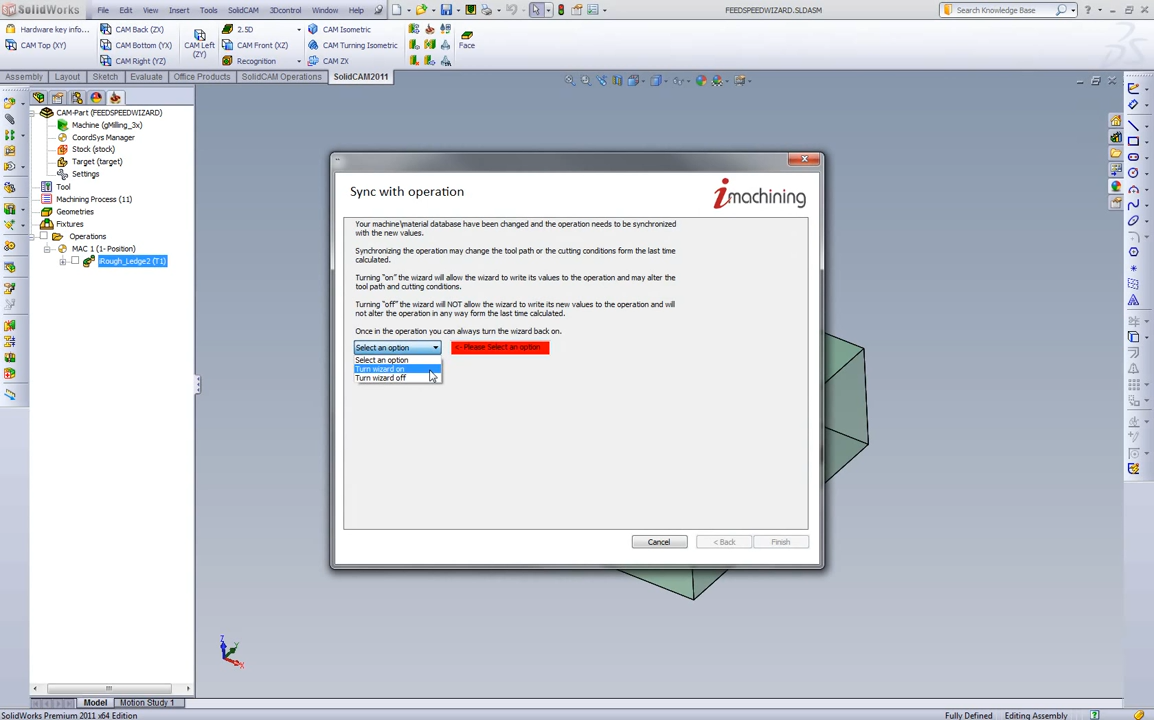 SolidWorks File Edit View Insert Tools SolidCAM 3Dcontrol Window Help FEEDSPEEDWIZARD.SLDASM Search Knowledge Base
Hardware key info... CAM Back (ZX) 2.5D CAM Isometric
CAM Top (XY) CAM Bottom (YX) CAM Left (ZY) CAM Front (XZ) CAM Turning Isometric Face
CAM Right (YZ) Recognition CAM ZX
Assembly Layout Sketch Evaluate Office Products SolidCAM Operations SolidCAM2011
CAM-Part (FEEDSPEEDWIZARD)
Machine (gMilling_3x)
CoordSys Manager
Stock (stock)
Target (target)
Settings
Tool
Machining Process (11)
Geometries
Fixtures
Operations
MAC 1 (1- Position)
iRough_Ledge2 (T1)
Sync with operation
imachining
Your machine\material database have been changed and the operation needs to be synchronized
with the new values.
Synchronizing the operation may change the tool path or the cutting conditions form the last time
calculated.
Turning "on" the wizard will allow the wizard to write its values to the operation and may alter the
tool path and cutting conditions.
Turning "off" the wizard will NOT allow the wizard to write its new values to the operation and will
not alter the operation in any way form the last time calculated.
Once in the operation you can always turn the wizard back on.
Select an option <- Please Select an option
Select an option
Turn wizard on
Turn wizard off
Cancel < Back Finish
Z
Y
X
Model Motion Study 1
SolidWorks Premium 2011 x64 Edition Fully Defined Editing Assembly